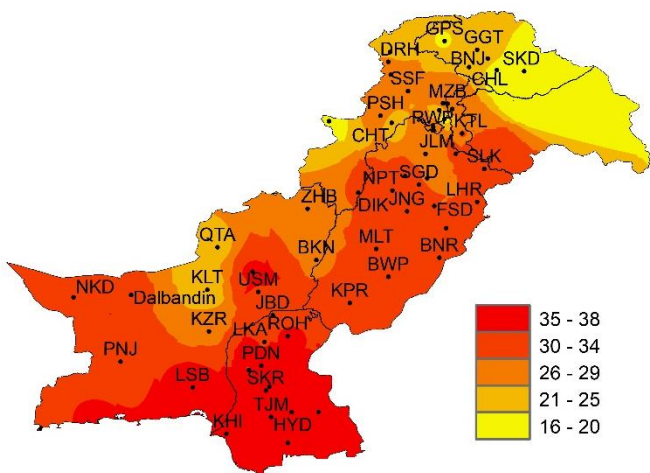 GPS
GGT
DRH
BNJ
SKD
CHL
SSF
MZB
PSH
RWP
KTL
CHT
JLM
SLK
SGD
NPT
LHR
ZHB
DIK
JNG
FSD
QTA
MLT
BNR
BKN
BWP
KLT
USM
NKD
Dalbandin
JBD
KPR
KZR
LKA
ROH
PNJ
PDN
LSB
SKR
TJM
KHI
HYD
35 - 38
30 - 34
26 - 29
21 - 25
16 - 20